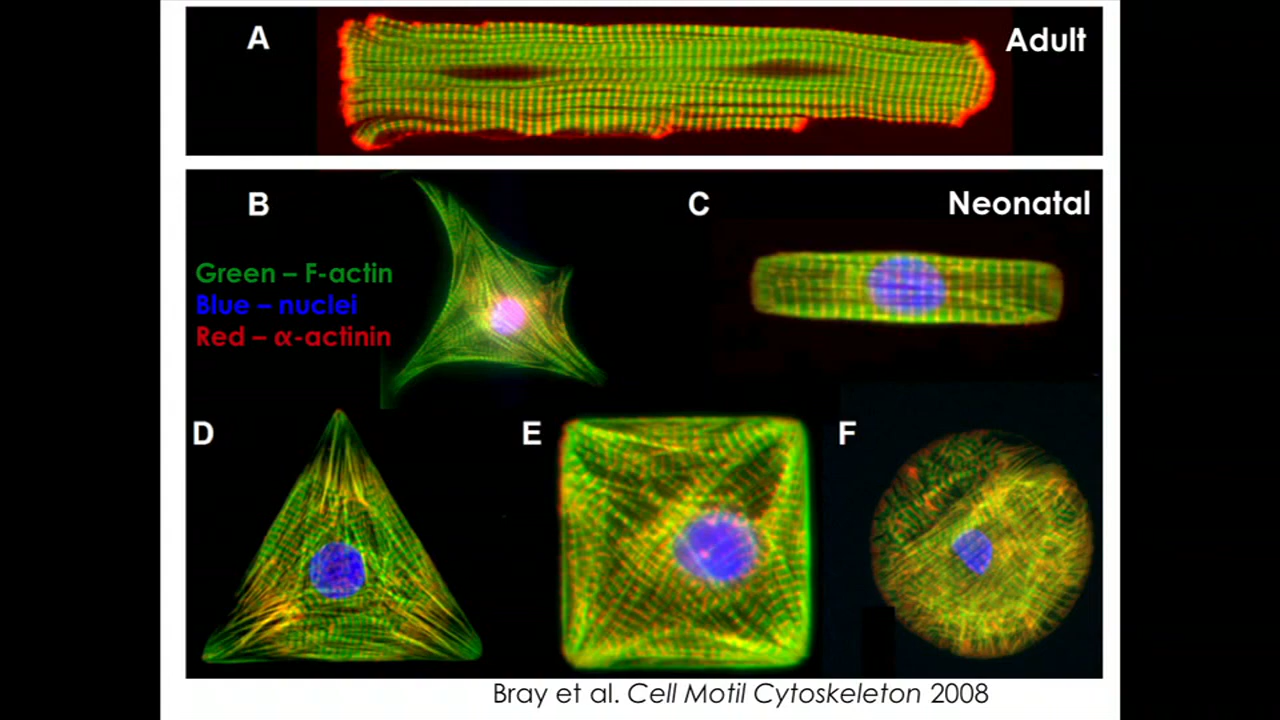 A
Adult
B
C
Neonatal
Green – F-actin
Blue – nuclei
Red – α-actinin
D
E
F
Bray et al. Cell Motil Cytoskeleton 2008